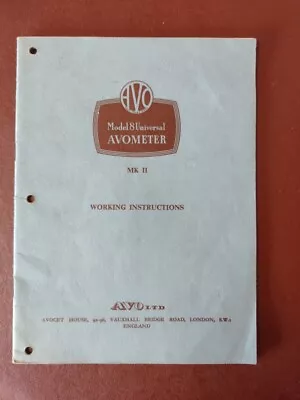 AVO
Model 8 Universal
AVOMETER
MK II
WORKING INSTRUCTIONS
AVO LTD
AVOCET HOUSE, 92-96, VAUXHALL BRIDGE ROAD, LONDON, S.W.1
ENGLAND